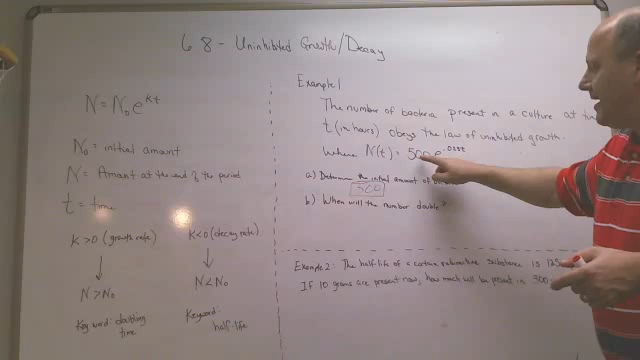 6 8 - Uninhibited Growth/Decay
N = N₀ e^kt
N₀ = initial amount
N = Amount at the end of the period
t = time
K > 0 (growth rate)
N > N₀
Key word: doubling
time
K < 0 (decay rate)
N < N₀
Keyword:
half-life
Example 1
The number of bacteria present in a culture at time
t (in hours) obeys the law of uninhibited growth.
Where N(t) = 500 e
a) Determine the initial amount of
500
b) When will the number double?
Example 2: The half-life of a certain radioactive substance is
If 10 grams are present now, how much will be present in 300